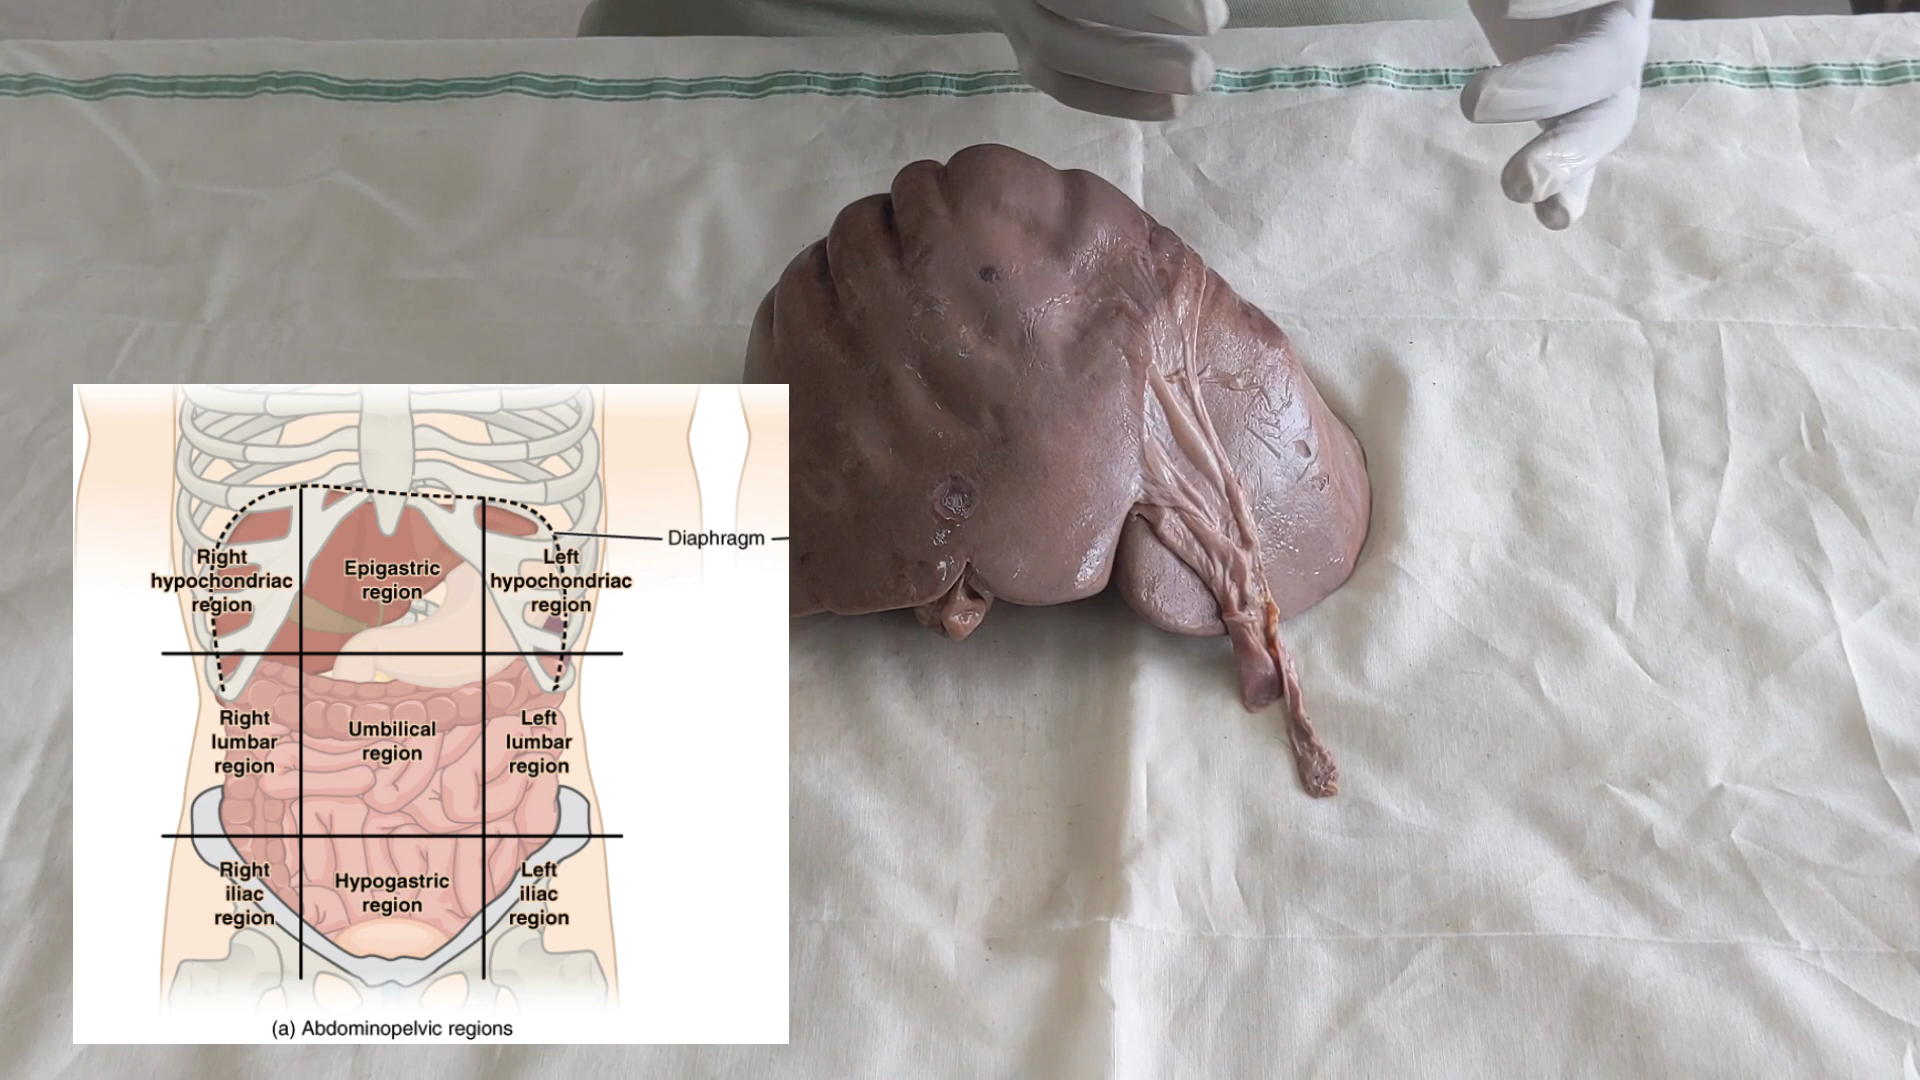 Diaphragm
Right
hypochondriac
region
Epigastric
region
Left
hypochondriac
region
Right
lumbar
region
Umbilical
region
Left
lumbar
region
Right
iliac
region
Hypogastric
region
Left
iliac
region
(a) Abdominopelvic regions